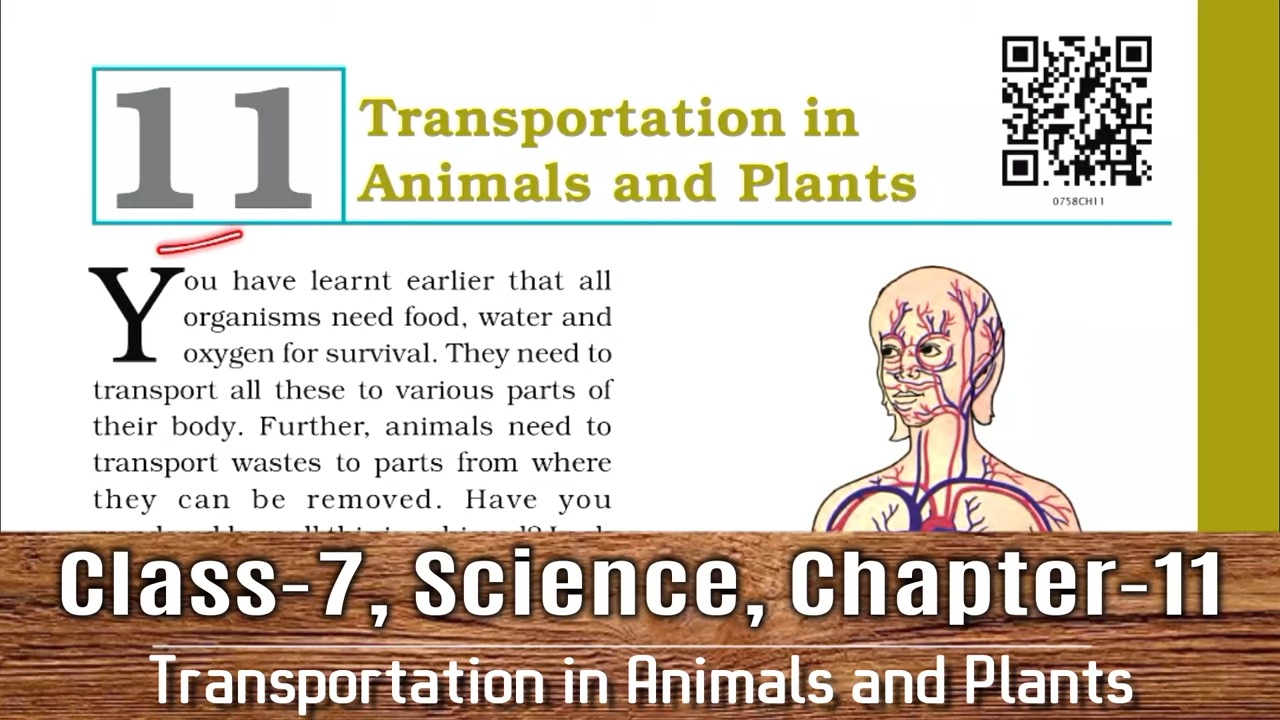 11
Transportation in
Animals and Plants
0758CH11
You have learnt earlier that all
organisms need food, water and
oxygen for survival. They need to
transport all these to various parts of
their body. Further, animals need to
transport wastes to parts from where
they can be removed. Have you
Class-7, Science, Chapter-11
Transportation in Animals and Plants